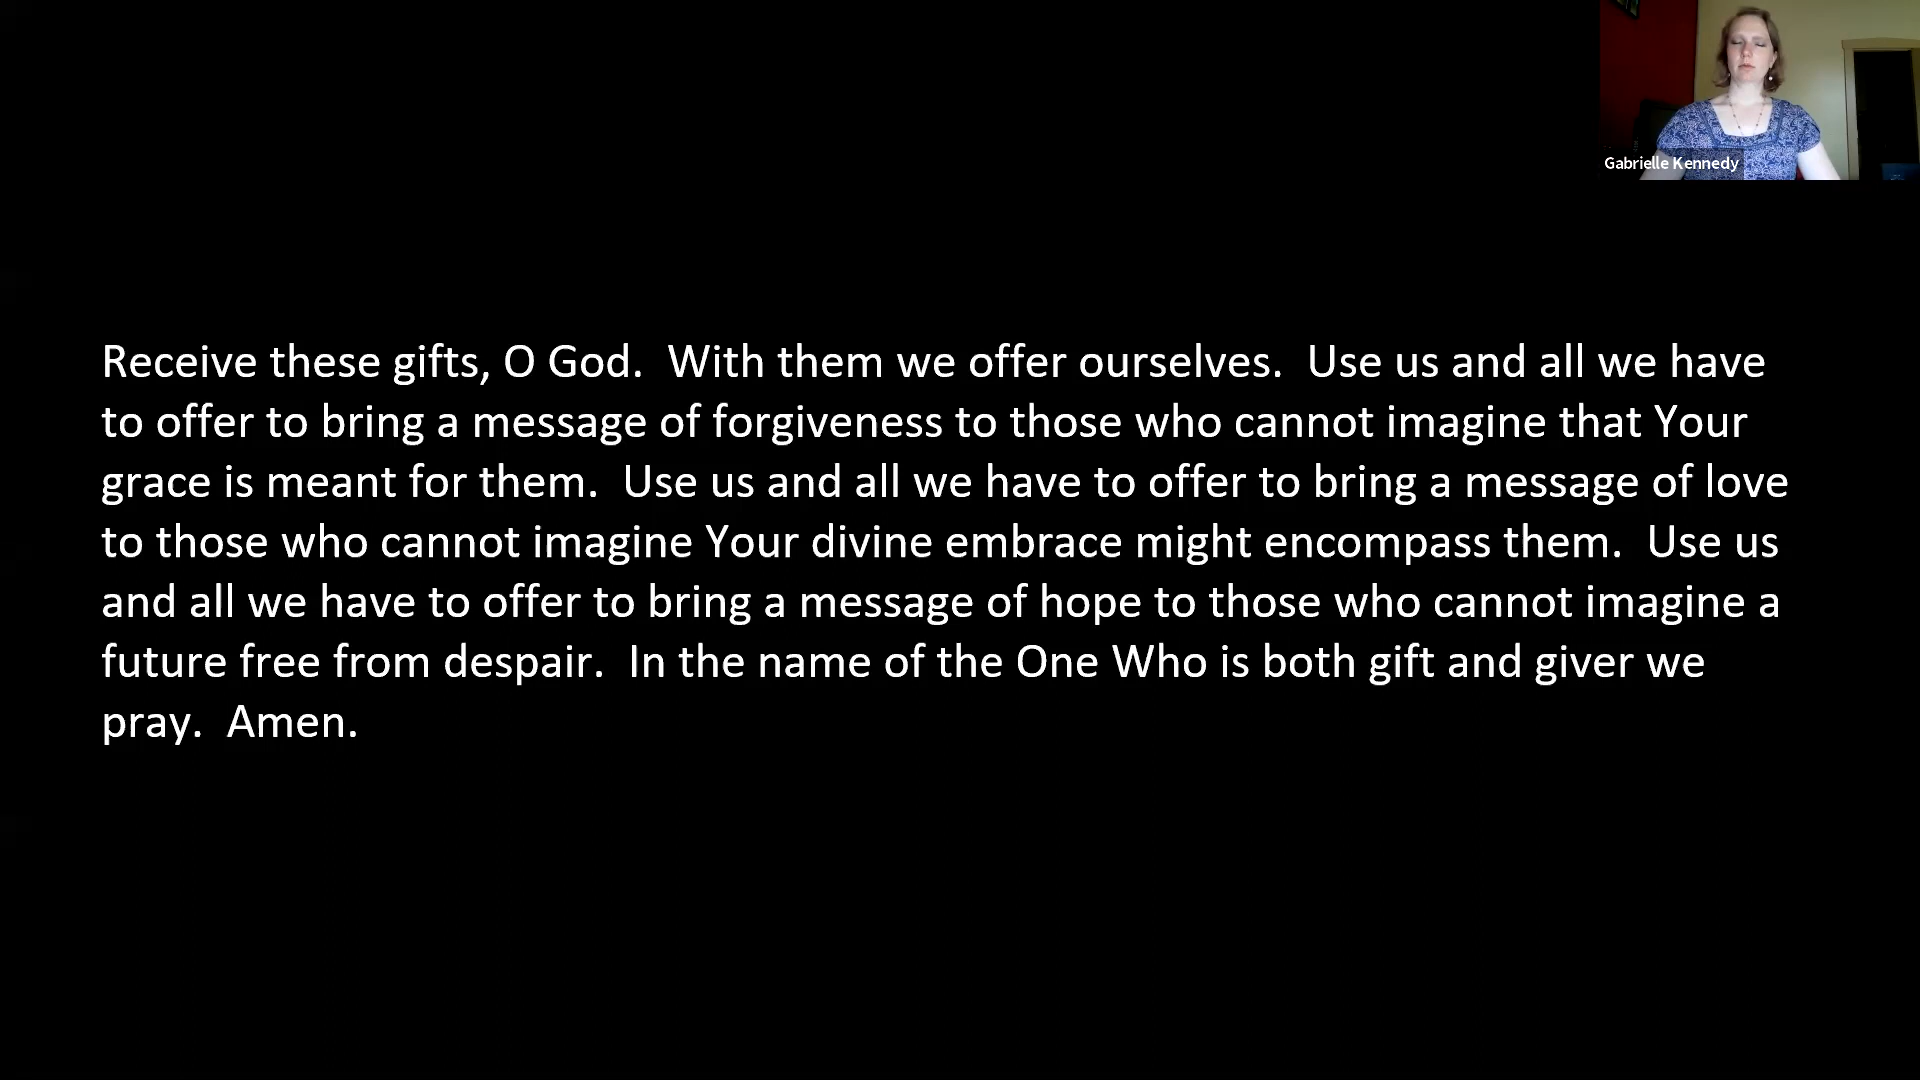 Gabrielle Kennedy
Receive these gifts, O God.  With them we offer ourselves.  Use us and all we have
to offer to bring a message of forgiveness to those who cannot imagine that Your
grace is meant for them.  Use us and all we have to offer to bring a message of love
to those who cannot imagine Your divine embrace might encompass them.  Use us
and all we have to offer to bring a message of hope to those who cannot imagine a
future free from despair.  In the name of the One Who is both gift and giver we
pray.  Amen.